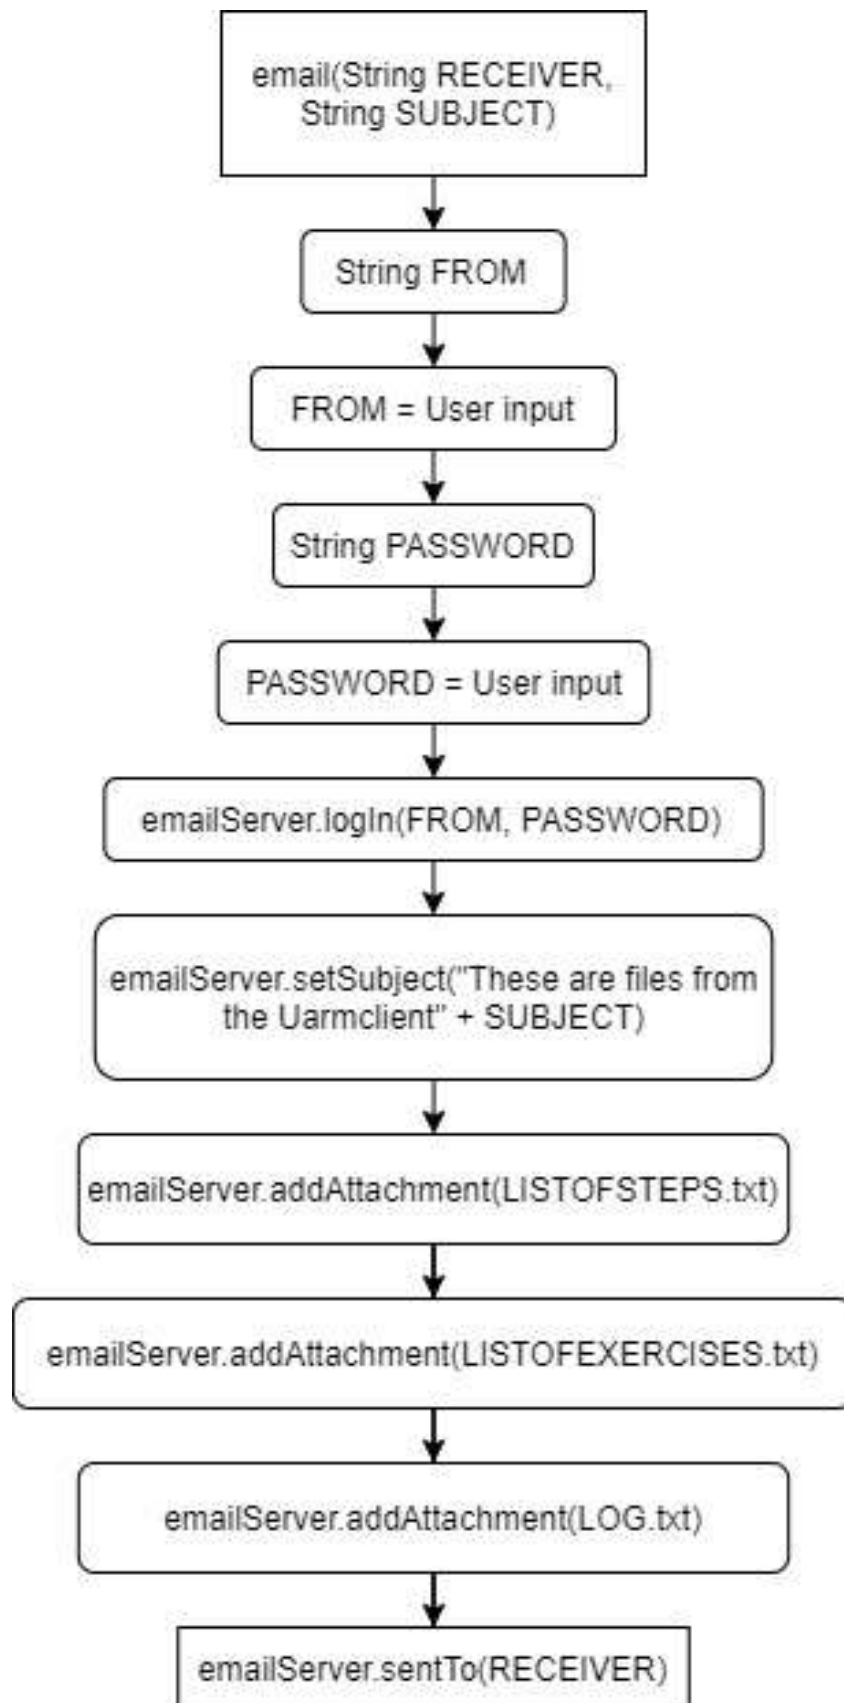 email(String RECEIVER,
String SUBJECT)
String FROM
FROM = User input
String PASSWORD
PASSWORD = User input
emailServer.logIn(FROM, PASSWORD)
emailServer.setSubject("These are files from
the Uarmclient" + SUBJECT)
emailServer.addAttachment(LISTOFSTEPS.txt)
emailServer.addAttachment(LISTOFEXERCISES.txt)
emailServer.addAttachment(LOG.txt)
emailServer.sentTo(RECEIVER)